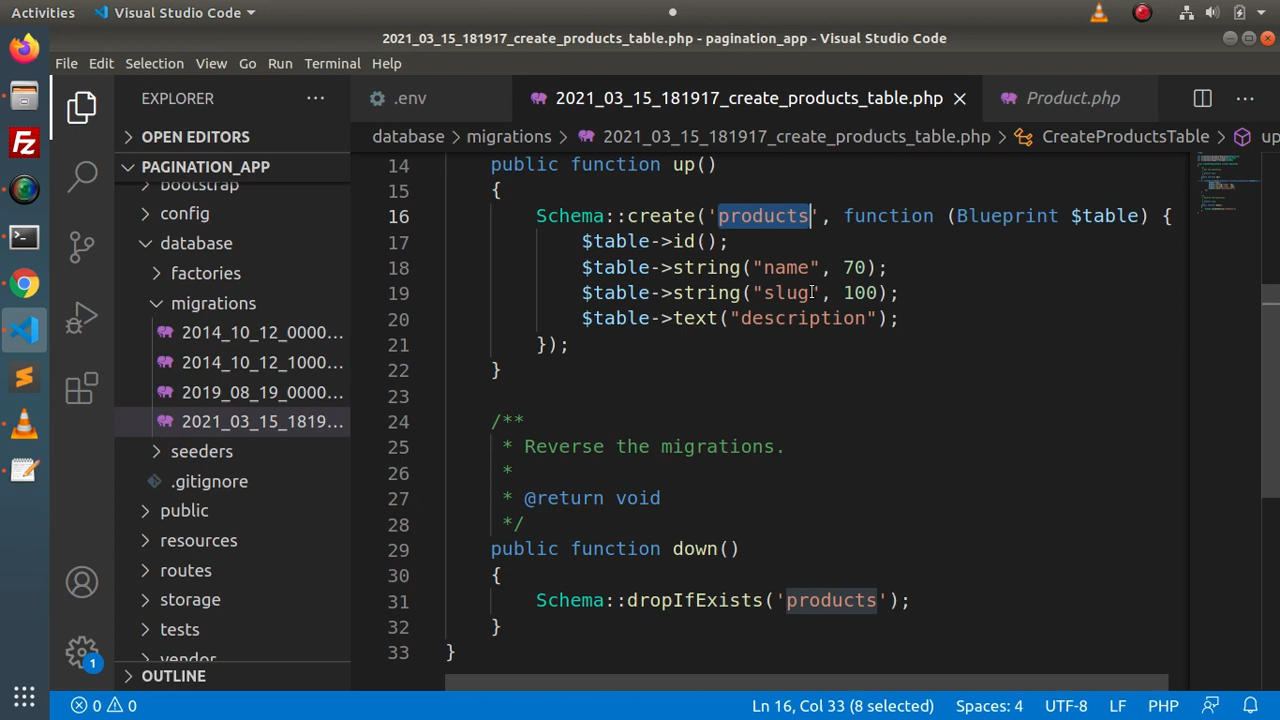 Activities
Visual Studio Code
2021_03_15_181917_create_products_table.php - pagination_app - Visual Studio Code
File Edit Selection View Go Run Terminal Help
EXPLORER ...
.env
2021_03_15_181917_create_products_table.php
Product.php
OPEN EDITORS
PAGINATION_APP
bootstrap
config
database
factories
migrations
2014_10_12_0000...
2014_10_12_1000...
2019_08_19_0000...
2021_03_15_1819...
seeders
.gitignore
public
resources
routes
storage
tests
vendor
OUTLINE
database > migrations > 2021_03_15_181917_create_products_table.php > CreateProductsTable > up
14 public function up()
15 {
16 Schema::create('products', function (Blueprint $table) {
17 $table->id();
18 $table->string("name", 70);
19 $table->string("slug", 100);
20 $table->text("description");
21 });
22 }
23
24 /**
25 * Reverse the migrations.
26 *
27 * @return void
28 */
29 public function down()
30 {
31 Schema::dropIfExists('products');
32 }
33 }
1
0 0 Ln 16, Col 33 (8 selected) Spaces: 4 UTF-8 LF PHP